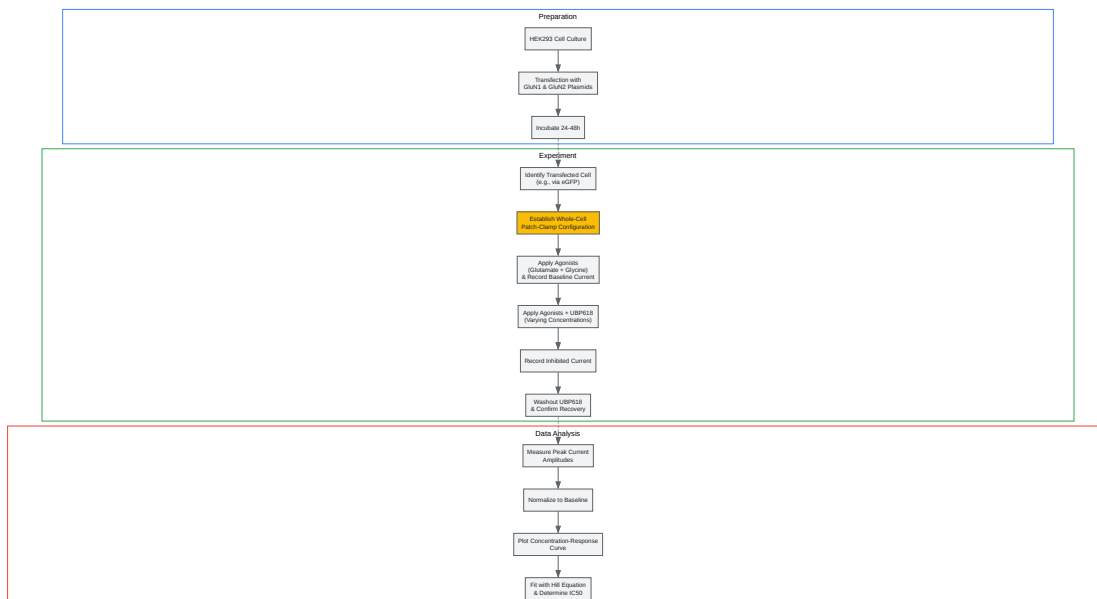 Preparation
HEK293 Cell Culture
Transfection with
GluN1 & GluN2 Plasmids
Incubate 24-48h
Experiment
Identify Transfected Cell
(e.g., via eGFP)
Establish Whole-Cell
Patch-Clamp Configuration
Apply Agonists
(Glutamate + Glycine)
& Record Baseline Current
Apply Agonists + UBP618
(Varying Concentrations)
Record Inhibited Current
Washout UBP618
& Confirm Recovery
Data Analysis
Measure Peak Current
Amplitudes
Normalize to Baseline
Plot Concentration-Response
Curve
Fit with Hill Equation
& Determine IC50